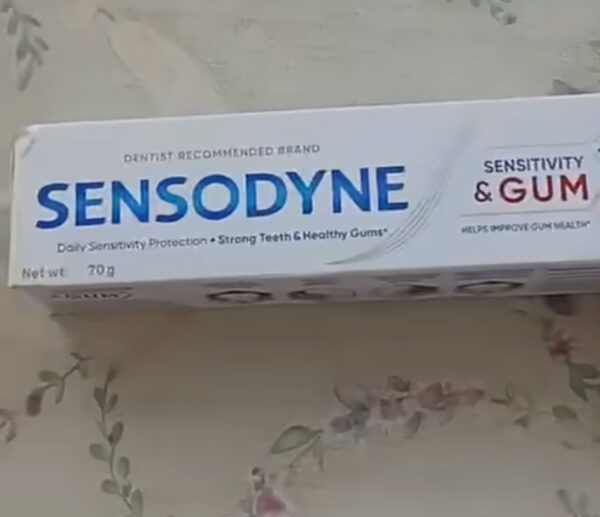 DENTIST RECOMMENDED BRAND
SENSODYNE
Daily Sensitivity Protection • Strong Teeth & Healthy Gums*
Net wt 70 g
SENSITIVITY
& GUM
HELPS IMPROVE GUM HEALTH*